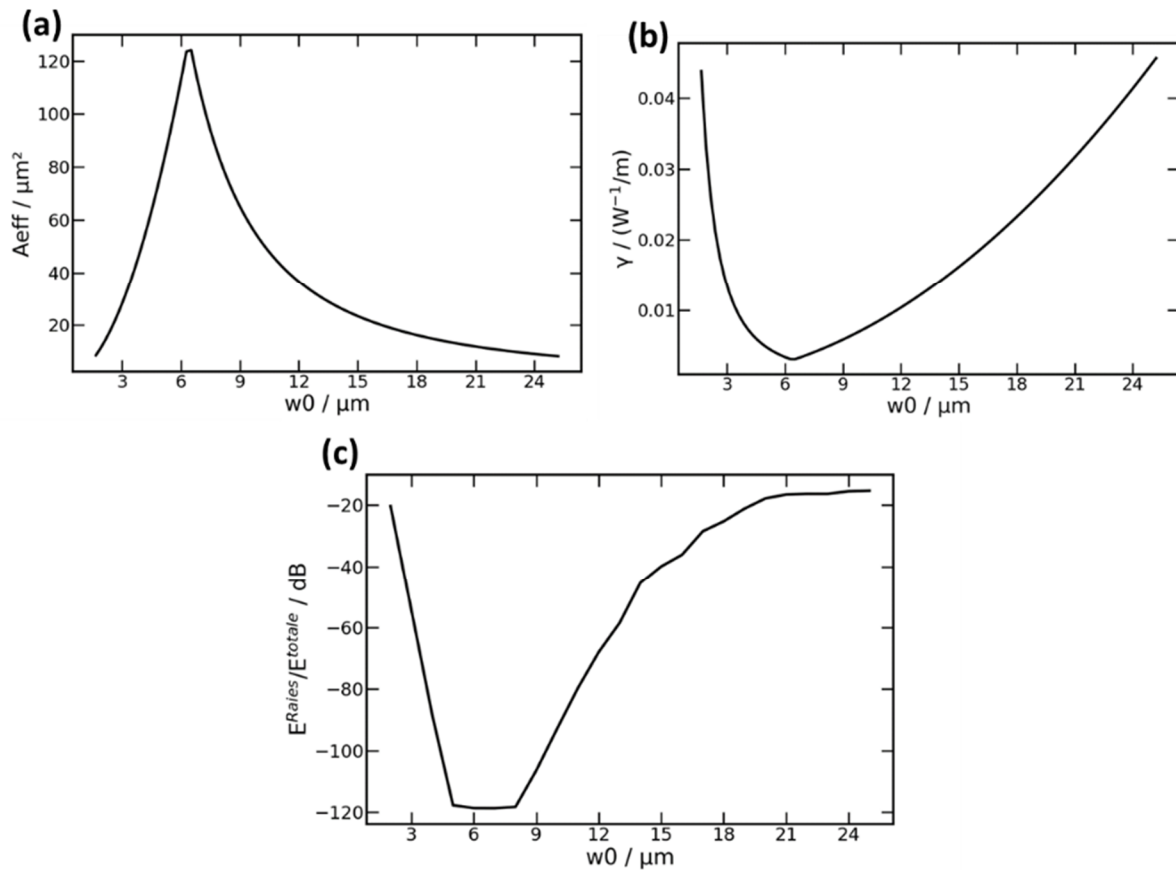 (a)
120
100
80
60
40
20
Aeff / μm²
3 6 9 12 15 18 21 24
w0 / μm
(b)
0.04
0.03
0.02
0.01
γ / (W⁻¹/m)
3 6 9 12 15 18 21 24
w0 / μm
(c)
−20
−40
−60
−80
−100
−120
E^Raies/E^totale / dB
3 6 9 12 15 18 21 24
w0 / μm